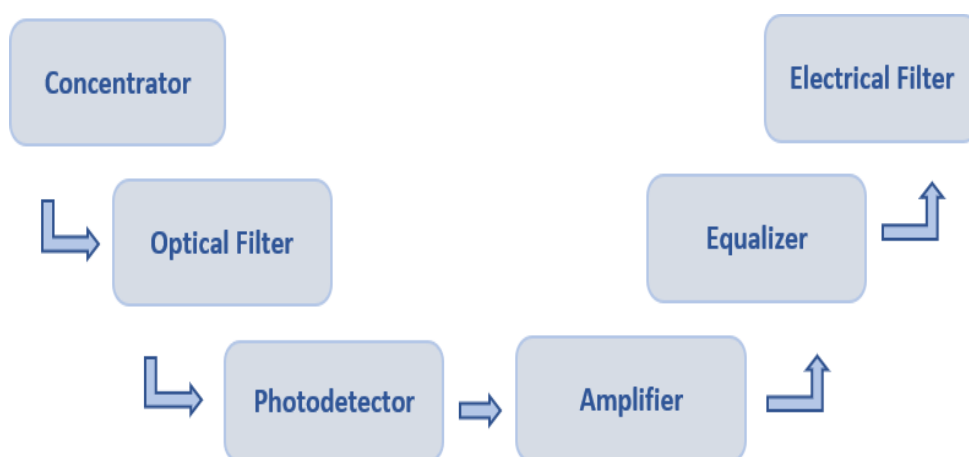 Concentrator
Optical Filter
Photodetector
Amplifier
Equalizer
Electrical Filter